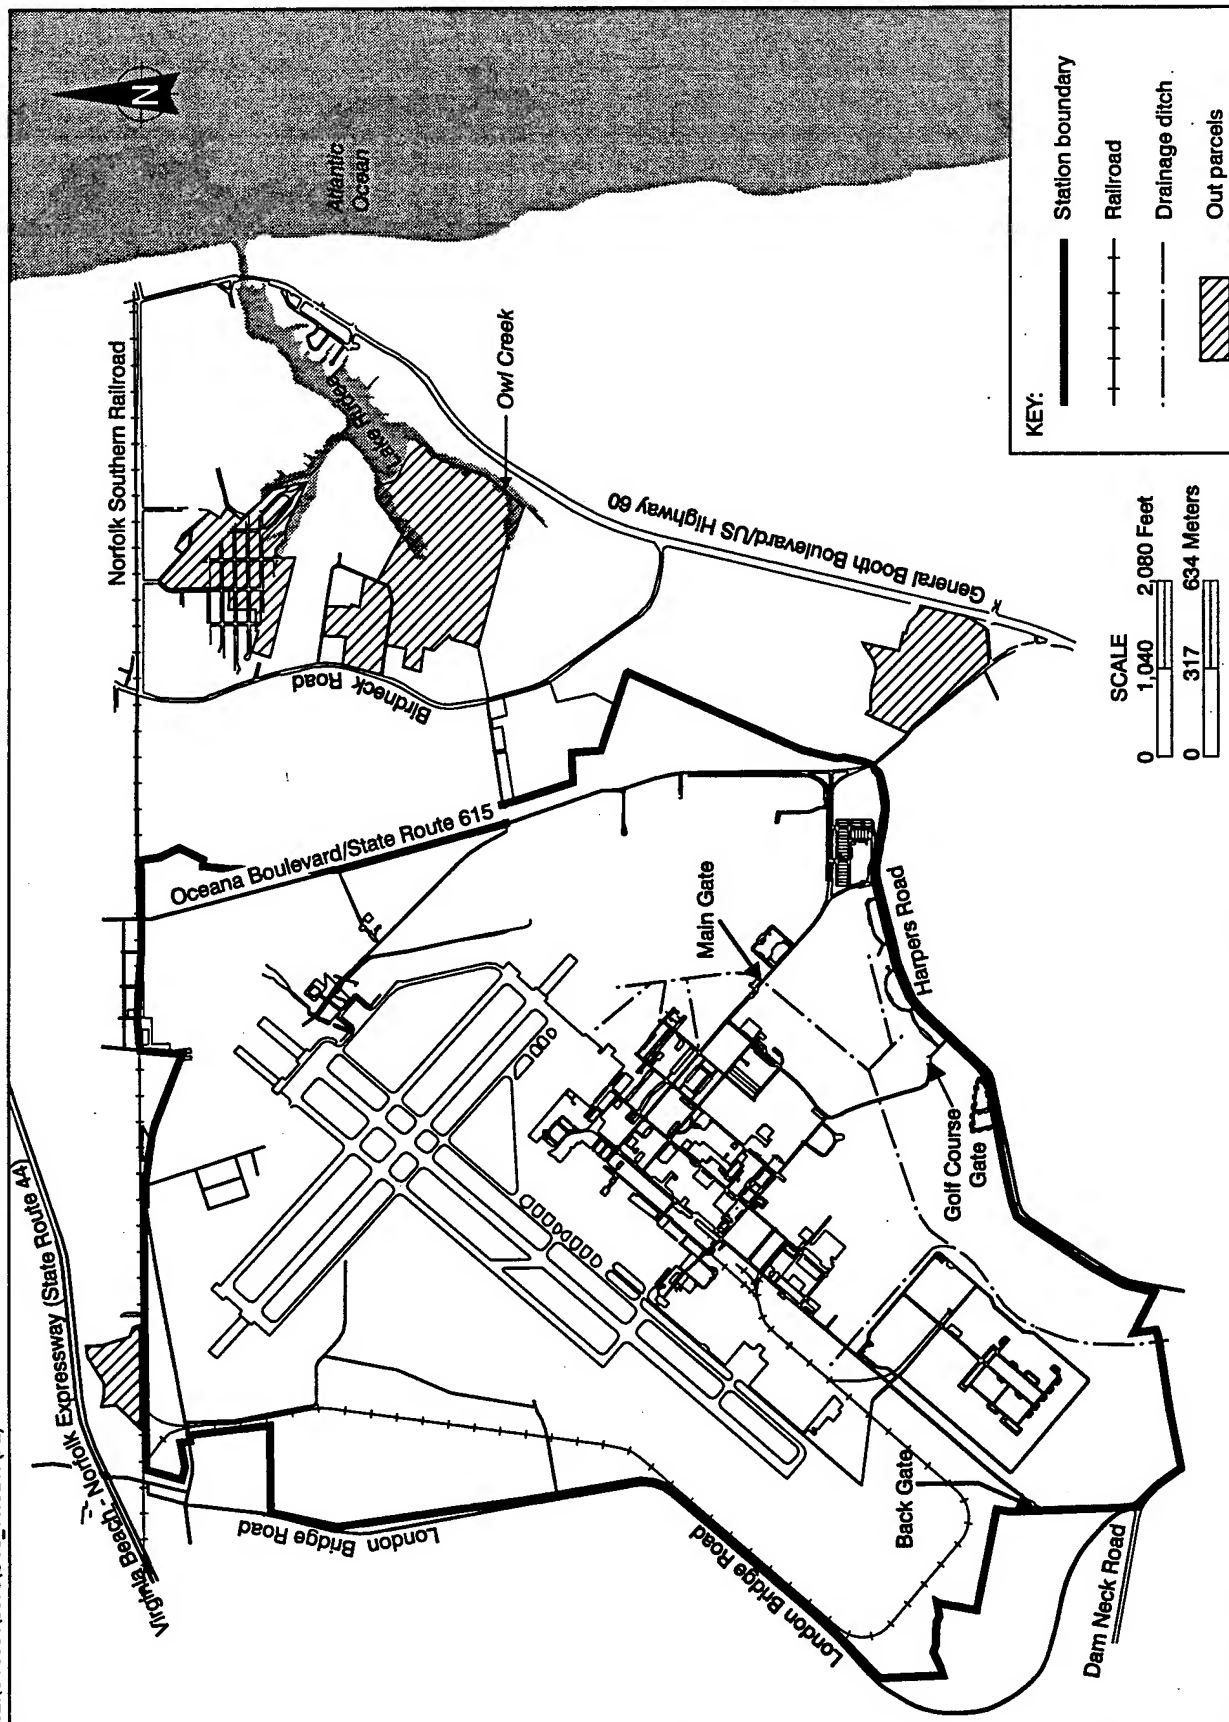 N
Atlantic
Ocean
Norfolk Southern Railroad
Lake Rudee
Owl Creek
General Booth Boulevard/US Highway 60
Birdneck Road
Oceana Boulevard/State Route 615
Virginia Beach - Norfolk Expressway (State Route 44)
Main Gate
Harpers Road
Golf Course
Gate
London Bridge Road
London Bridge Road
Back Gate
Dam Neck Road
SCALE
0 1,040 2,080 Feet
0 317 634 Meters
KEY:
Station boundary
Railroad
Drainage ditch
Out parcels